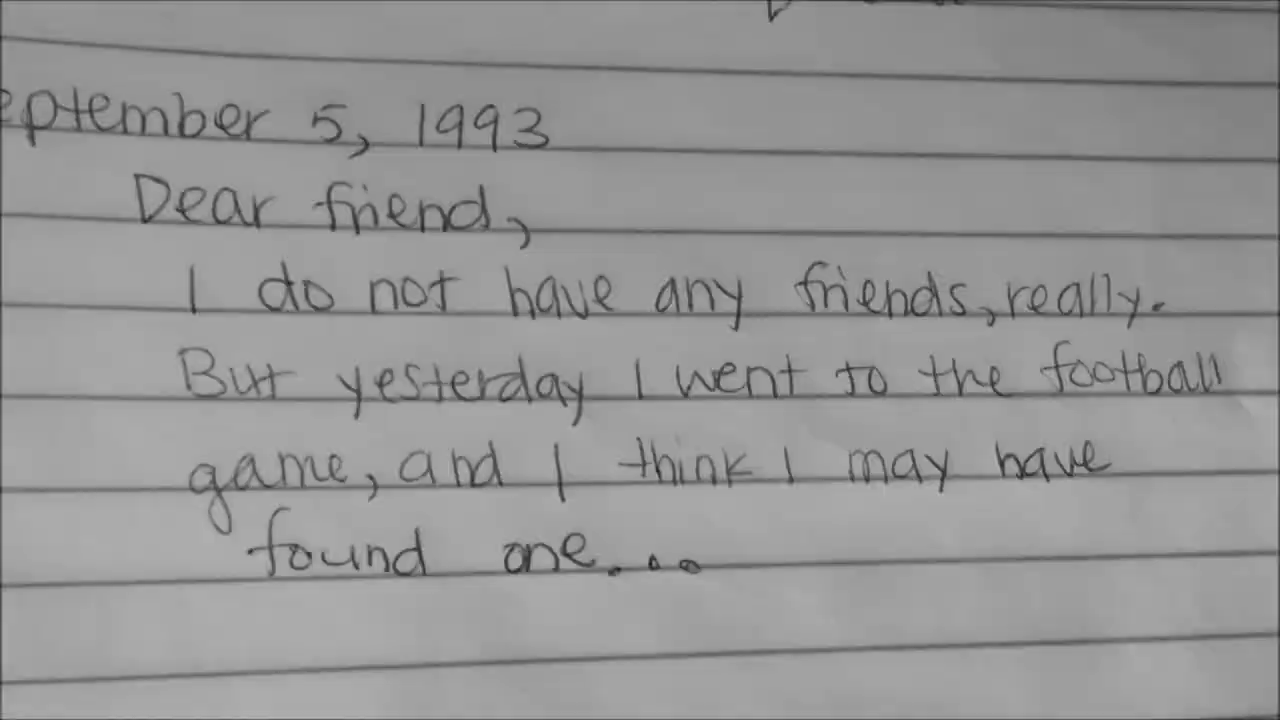 eptember 5, 1993
Dear friend,
I do not have any friends, really.
But yesterday I went to the football
game, and I think I may have
found one...